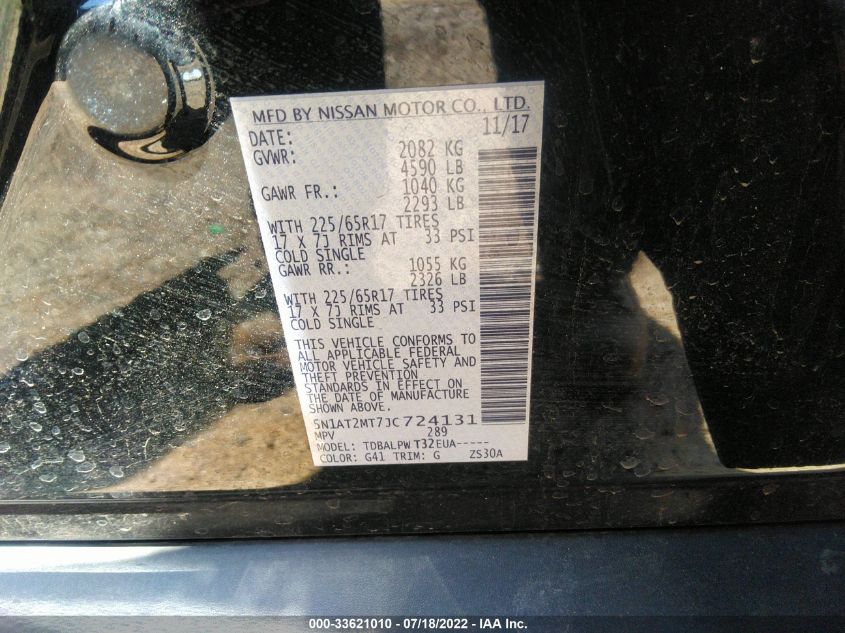 MFD BY NISSAN MOTOR CO., LTD.
DATE: 11/17
GVWR: 2082 KG
4590 LB
GAWR FR.: 1040 KG
2293 LB
WITH 225/65R17 TIRES
17 X 7J RIMS AT 33 PSI
COLD SINGLE
GAWR RR.: 1055 KG
2326 LB
WITH 225/65R17 TIRES
17 X 7J RIMS AT 33 PSI
COLD SINGLE
THIS VEHICLE CONFORMS TO
ALL APPLICABLE FEDERAL
MOTOR VEHICLE SAFETY AND
THEFT PREVENTION
STANDARDS IN EFFECT ON
THE DATE OF MANUFACTURE
SHOWN ABOVE.
5N1AT2MT7JC724131
MPV 289
MODEL: TDBALPW T32EUA-----
COLOR: G41 TRIM: G ZS30A
000-33621010 - 07/18/2022 - IAA Inc.